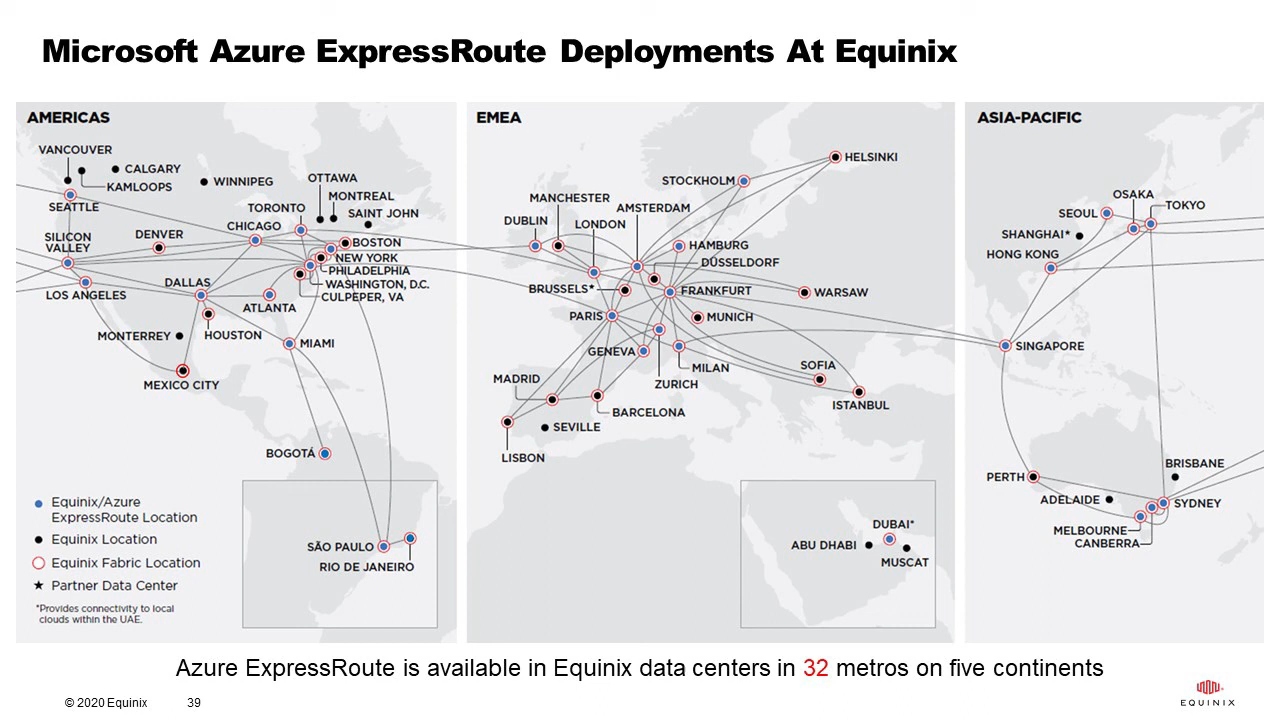 Microsoft Azure ExpressRoute Deployments At Equinix
AMERICAS
VANCOUVER
CALGARY
KAMLOOPS
WINNIPEG
OTTAWA
MONTREAL
SAINT JOHN
SEATTLE
TORONTO
CHICAGO
SILICON
VALLEY
DENVER
BOSTON
NEW YORK
PHILADELPHIA
WASHINGTON, D.C.
CULPEPER, VA
LOS ANGELES
DALLAS
ATLANTA
MONTERREY
HOUSTON
MIAMI
MEXICO CITY
BOGOTÁ
SÃO PAULO
RIO DE JANEIRO
Equinix/Azure
ExpressRoute Location
Equinix Location
Equinix Fabric Location
★ Partner Data Center
*Provides connectivity to local
clouds within the UAE.
EMEA
HELSINKI
STOCKHOLM
MANCHESTER
AMSTERDAM
DUBLIN
LONDON
HAMBURG
DÜSSELDORF
BRUSSELS★
FRANKFURT
WARSAW
PARIS
MUNICH
GENEVA
MILAN
ZURICH
SOFIA
MADRID
ISTANBUL
BARCELONA
SEVILLE
LISBON
DUBAI*
ABU DHABI
MUSCAT
ASIA-PACIFIC
OSAKA
TOKYO
SEOUL
SHANGHAI★
HONG KONG
SINGAPORE
BRISBANE
PERTH
ADELAIDE
SYDNEY
MELBOURNE
CANBERRA
Azure ExpressRoute is available in Equinix data centers in 32 metros on five continents
© 2020 Equinix
39
EQUINIX